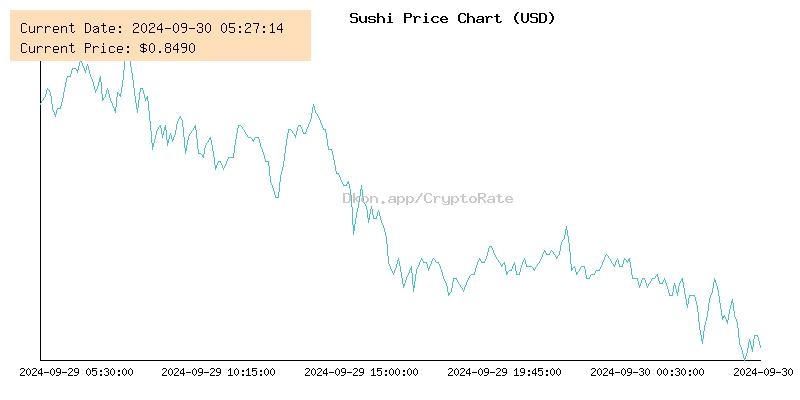 Sushi Price Chart (USD)
Current Date: 2024-09-30 05:27:14
Current Price: $0.8490
Dkon.app/CryptoRate
2024-09-29 05:30:00 2024-09-29 10:15:00 2024-09-29 15:00:00 2024-09-29 19:45:00 2024-09-30 00:30:00 2024-09-30